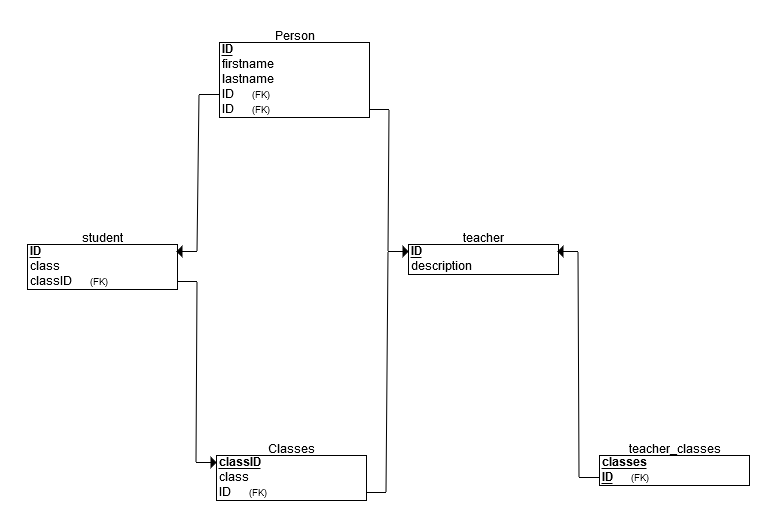 Person
ID
firstname
lastname
ID (FK)
ID (FK)
student
ID
class
classID (FK)
teacher
ID
description
Classes
classID
class
ID (FK)
teacher_classes
classes
ID (FK)